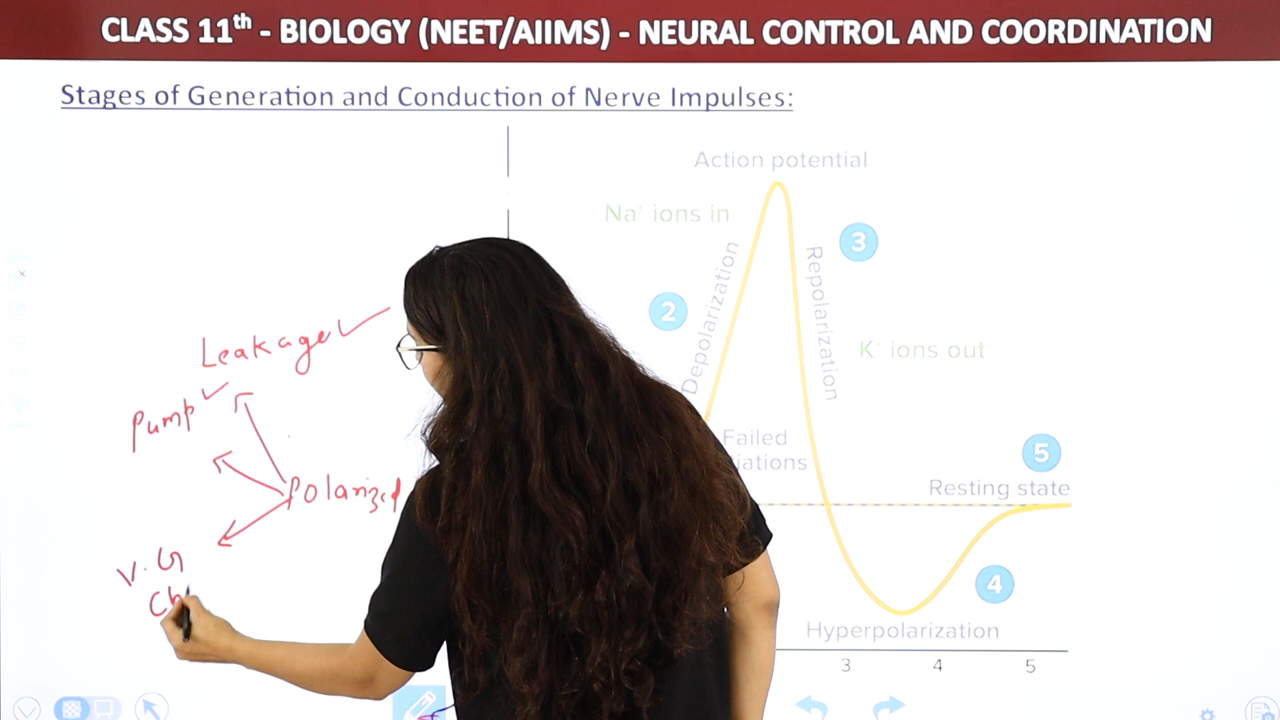 CLASS 11th - BIOLOGY (NEET/AIIMS) - NEURAL CONTROL AND COORDINATION
Stages of Generation and Conduction of Nerve Impulses:
Action potential
Na+ ions in
3
2
Depolarization
Repolarization
Leakage
K+ ions out
Pump
Failed
5
Polarized
Resting state
V.G
Ch
4
Hyperpolarization
3 4 5